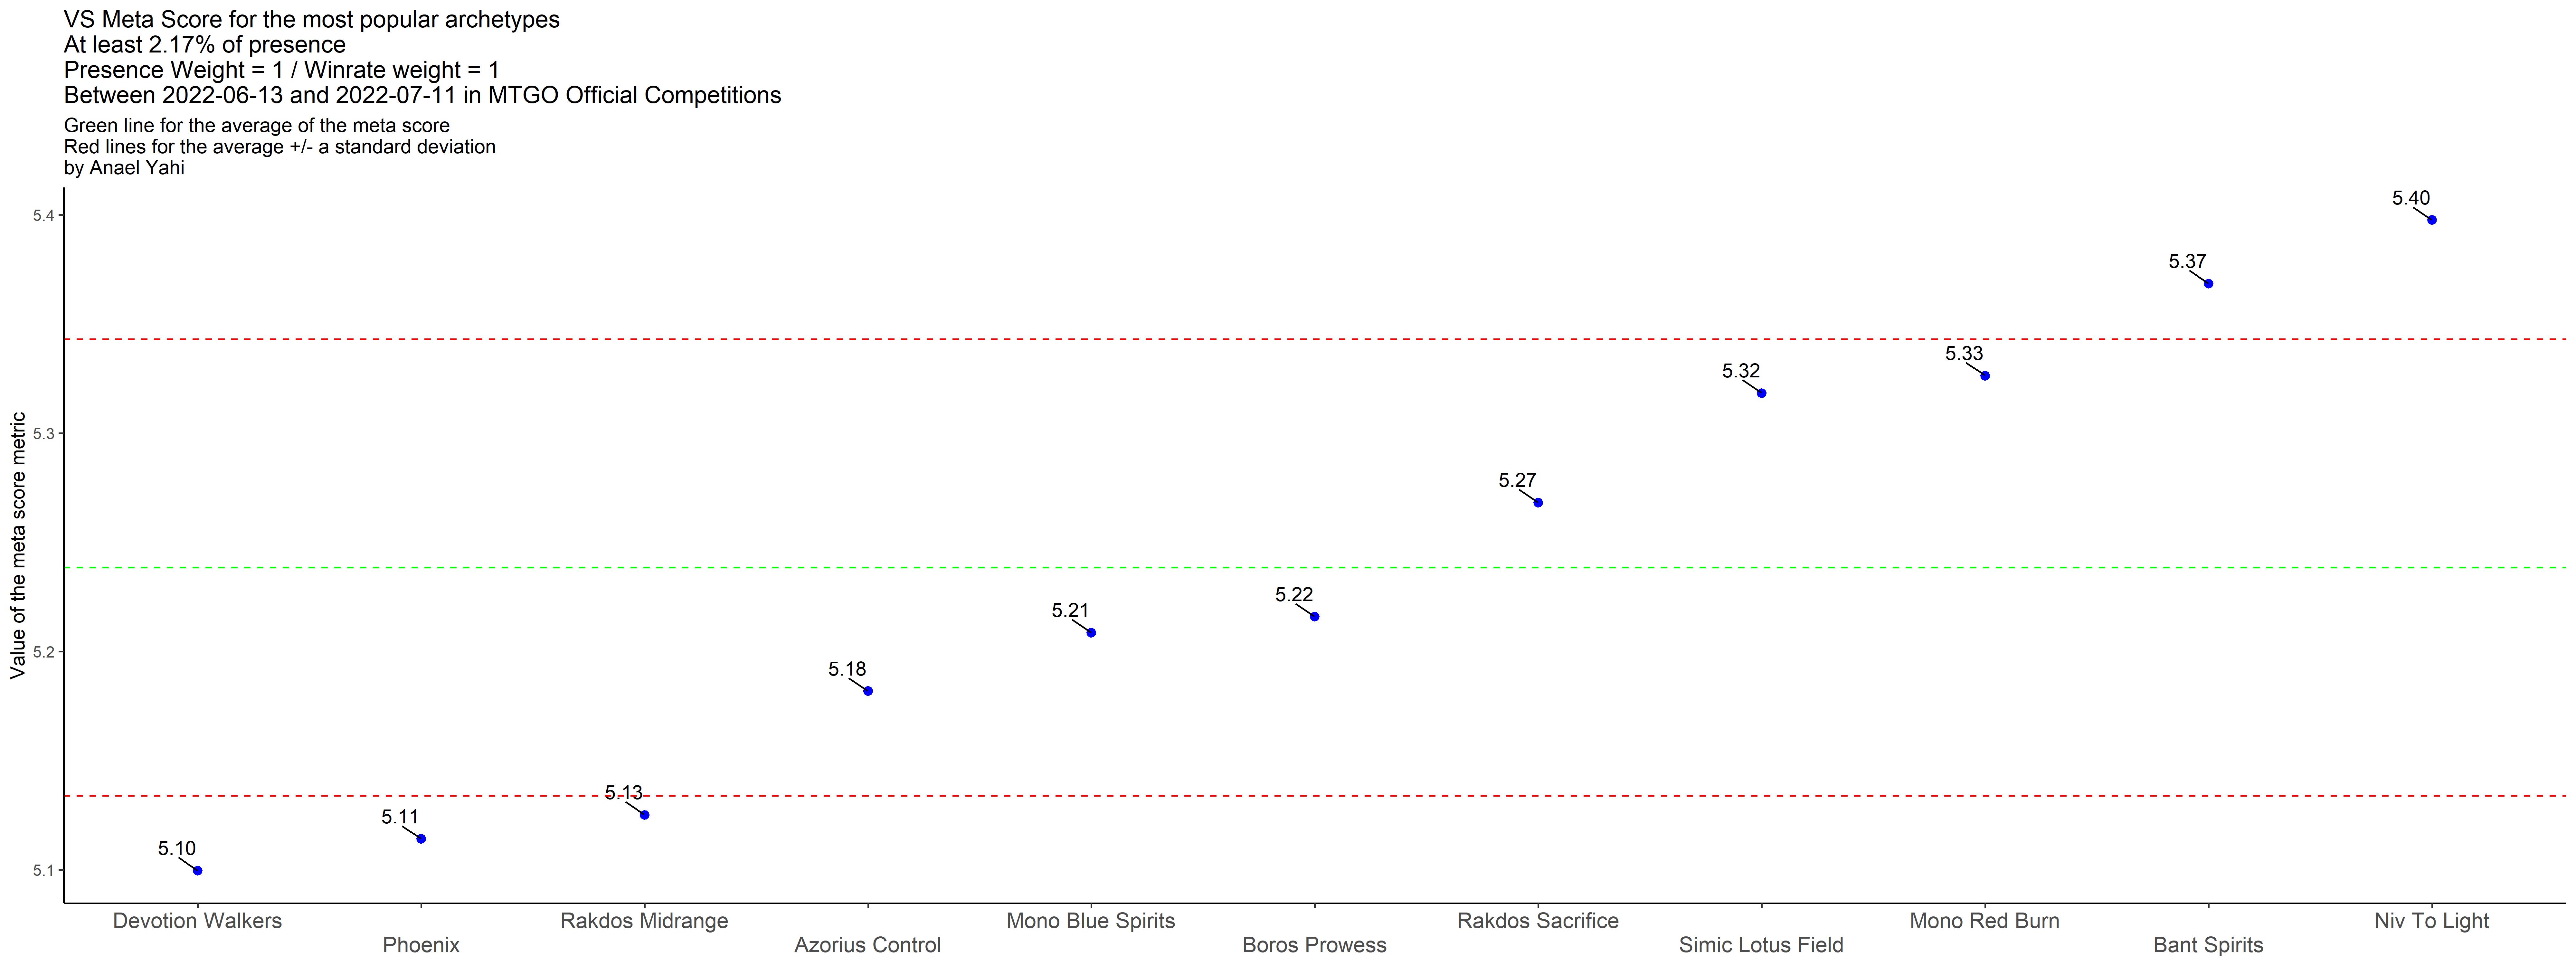 VS Meta Score for the most popular archetypes
At least 2.17% of presence
Presence Weight = 1 / Winrate weight = 1
Between 2022-06-13 and 2022-07-11 in MTGO Official Competitions
Green line for the average of the meta score
Red lines for the average +/- a standard deviation
by Anael Yahi
Value of the meta score metric
5.4
5.3
5.2
5.1
5.10
5.11
5.13
5.18
5.21
5.22
5.27
5.32
5.33
5.37
5.40
Devotion Walkers
Phoenix
Rakdos Midrange
Azorius Control
Mono Blue Spirits
Boros Prowess
Rakdos Sacrifice
Simic Lotus Field
Mono Red Burn
Bant Spirits
Niv To Light